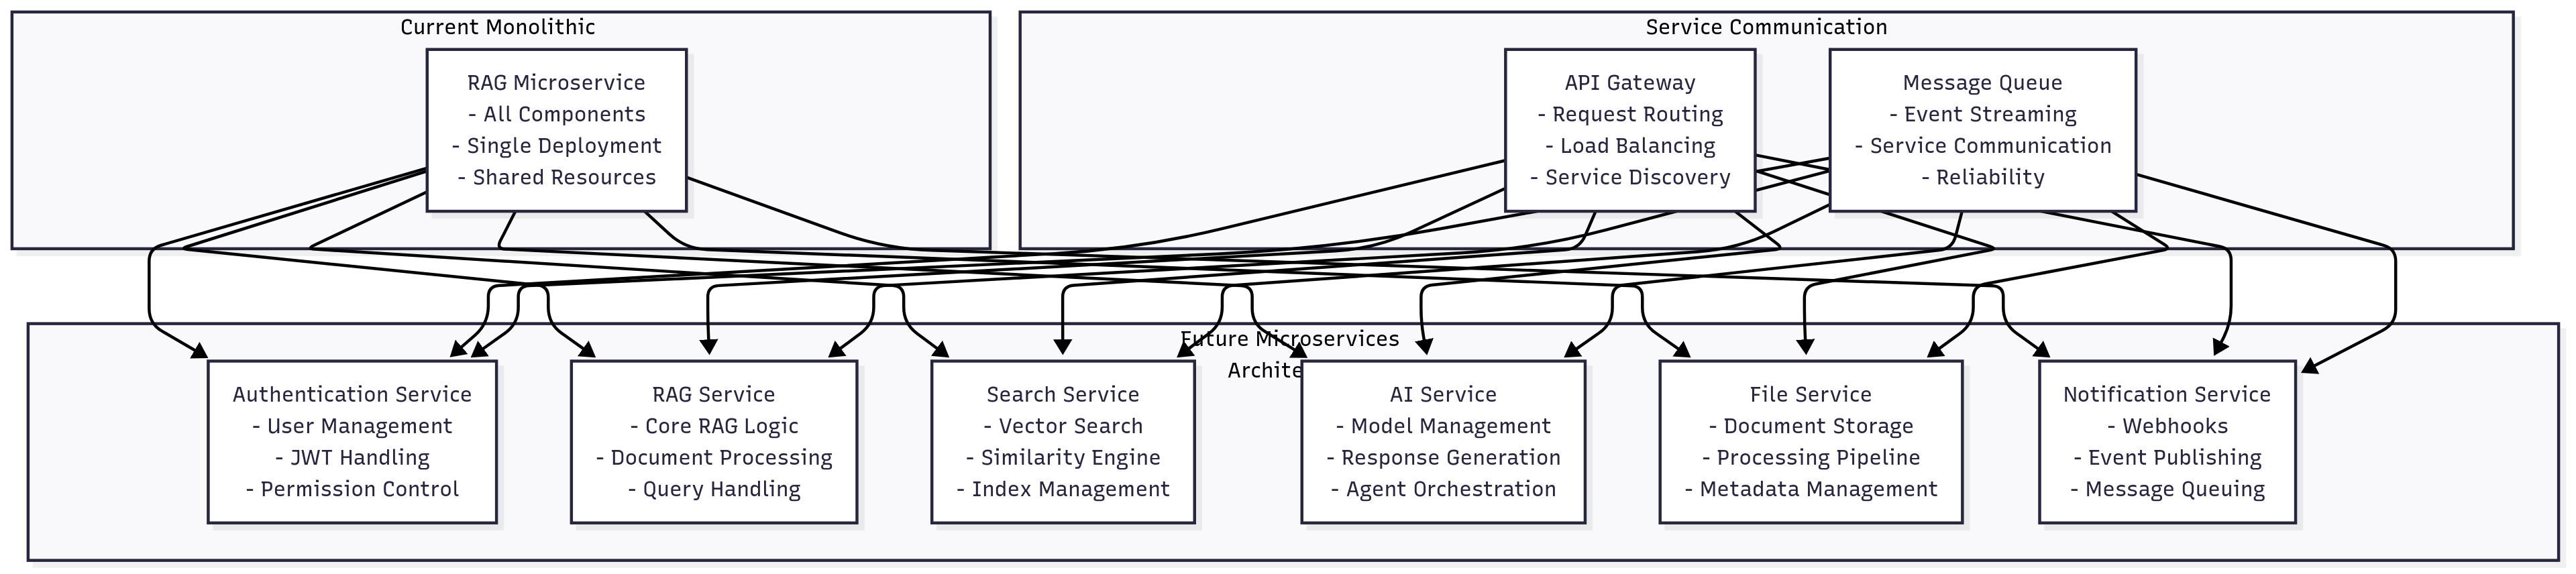 Current Monolithic
Service Communication
RAG Microservice
- All Components
- Single Deployment
- Shared Resources
API Gateway
- Request Routing
- Load Balancing
- Service Discovery
Message Queue
- Event Streaming
- Service Communication
- Reliability
Future Microservices
Archite
Authentication Service
- User Management
- JWT Handling
- Permission Control
RAG Service
- Core RAG Logic
- Document Processing
- Query Handling
Search Service
- Vector Search
- Similarity Engine
- Index Management
AI Service
- Model Management
- Response Generation
- Agent Orchestration
File Service
- Document Storage
- Processing Pipeline
- Metadata Management
Notification Service
- Webhooks
- Event Publishing
- Message Queuing